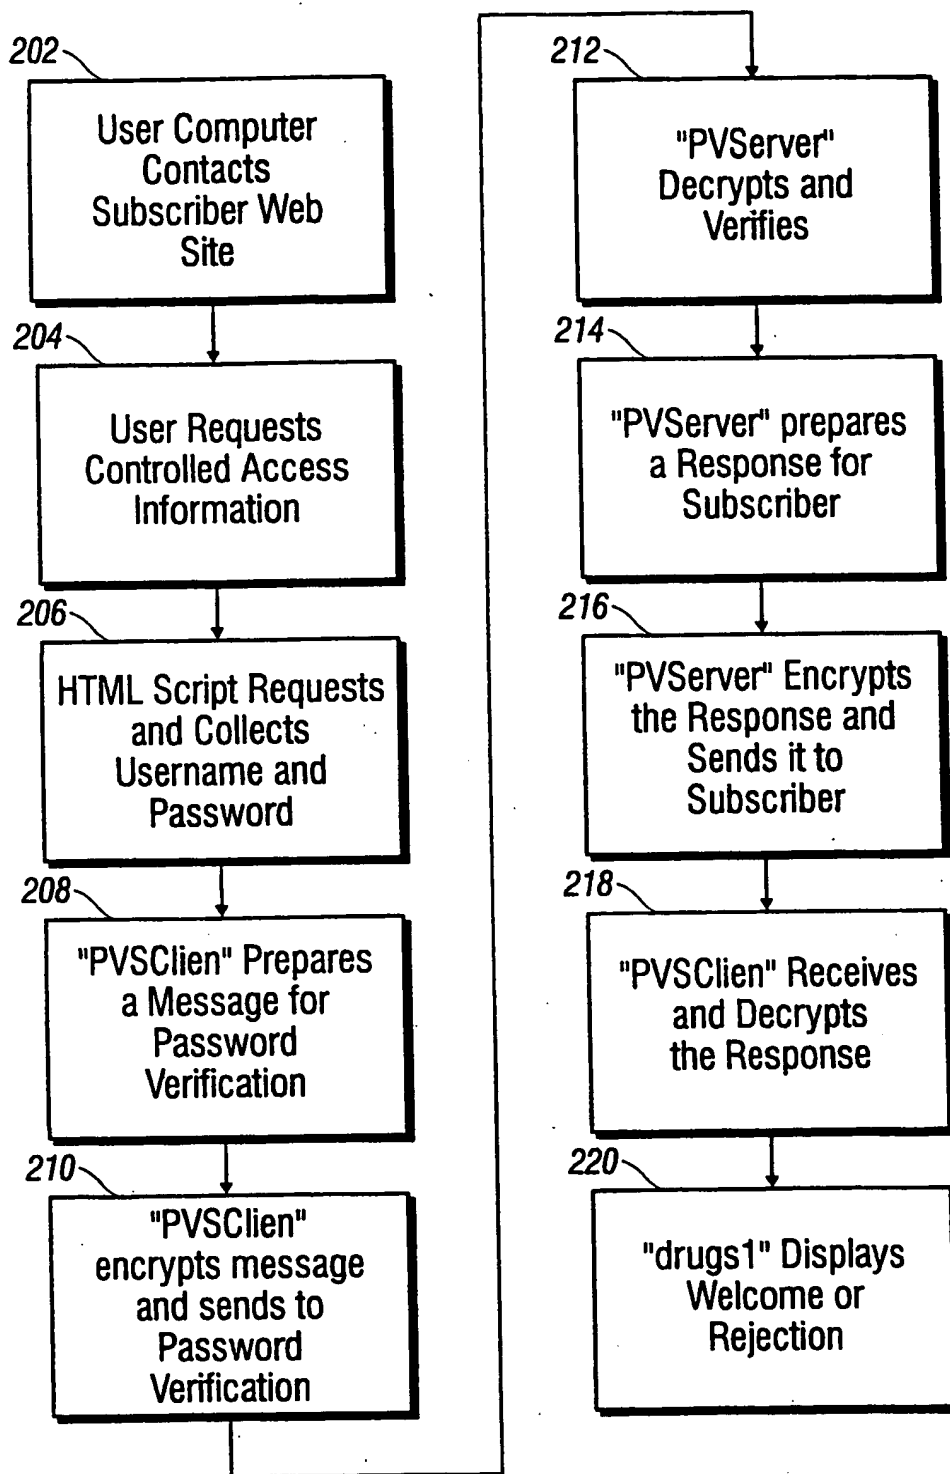 202
User Computer
Contacts
Subscriber Web
Site
204
User Requests
Controlled Access
Information
206
HTML Script Requests
and Collects
Username and
Password
208
"PVSClien" Prepares
a Message for
Password
Verification
210
"PVSClien"
encrypts message
and sends to
Password
Verification
212
"PVServer"
Decrypts and
Verifies
214
"PVServer" prepares
a Response for
Subscriber
216
"PVServer" Encrypts
the Response and
Sends it to
Subscriber
218
"PVSClien" Receives
and Decrypts
the Response
220
"drugs1" Displays
Welcome or
Rejection